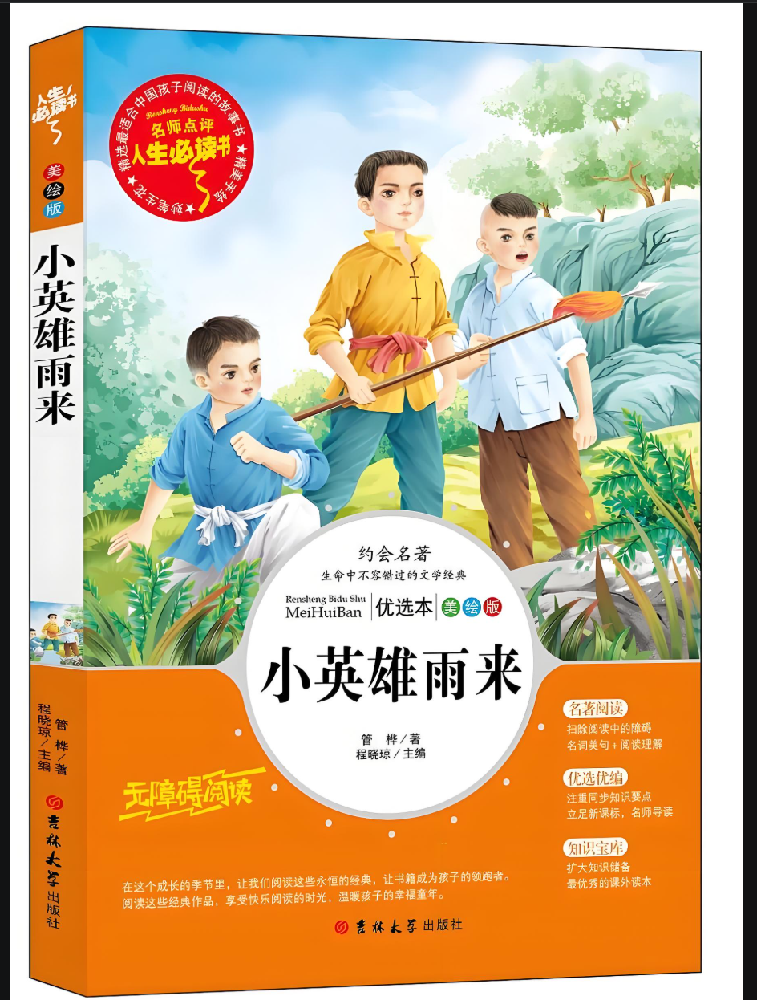 人生必读书
美绘版
小英雄雨来
管 桦/著
程晓琼/主编
吉林大学出版社
精选最适合中国孩子阅读的故事书★精美手绘★妙笔生花★
Rensheng Bidushu
名师点评
人生必读书
约会名著
生命中不容错过的文学经典
Rensheng Bidu Shu
MeiHuiBan
优选本
美绘版
小英雄雨来
管 桦/著
程晓琼/主编
名著阅读
扫除阅读中的障碍
名词美句+阅读理解
优选优编
注重同步知识要点
立足新课标，名师导读
知识宝库
扩大知识储备
最优秀的课外读本
无障碍阅读
在这个成长的季节里，让我们阅读这些永恒的经典，让书籍成为孩子的领跑者。
阅读这些经典作品，享受快乐阅读的时光，温暖孩子的幸福童年。
吉林大学出版社